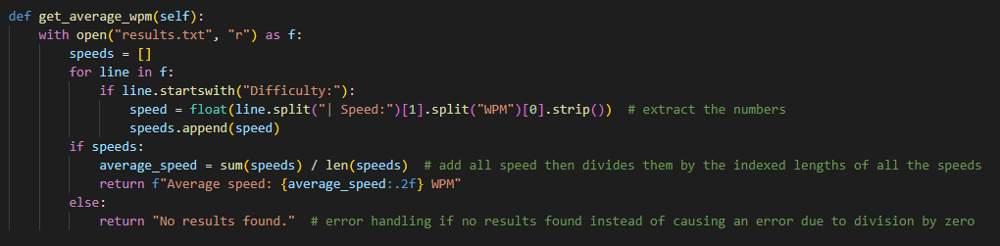 def get_average_wpm(self):
    with open("results.txt", "r") as f:
        speeds = []
        for line in f:
            if line.startswith("Difficulty:"):
                speed = float(line.split("| Speed:")[1].split("WPM")[0].strip())  # extract the numbers
                speeds.append(speed)
        if speeds:
            average_speed = sum(speeds) / len(speeds)  # add all speed then divides them by the indexed lengths of all the speeds
            return f"Average speed: {average_speed:.2f} WPM"
        else:
            return "No results found."  # error handling if no results found instead of causing an error due to division by zero